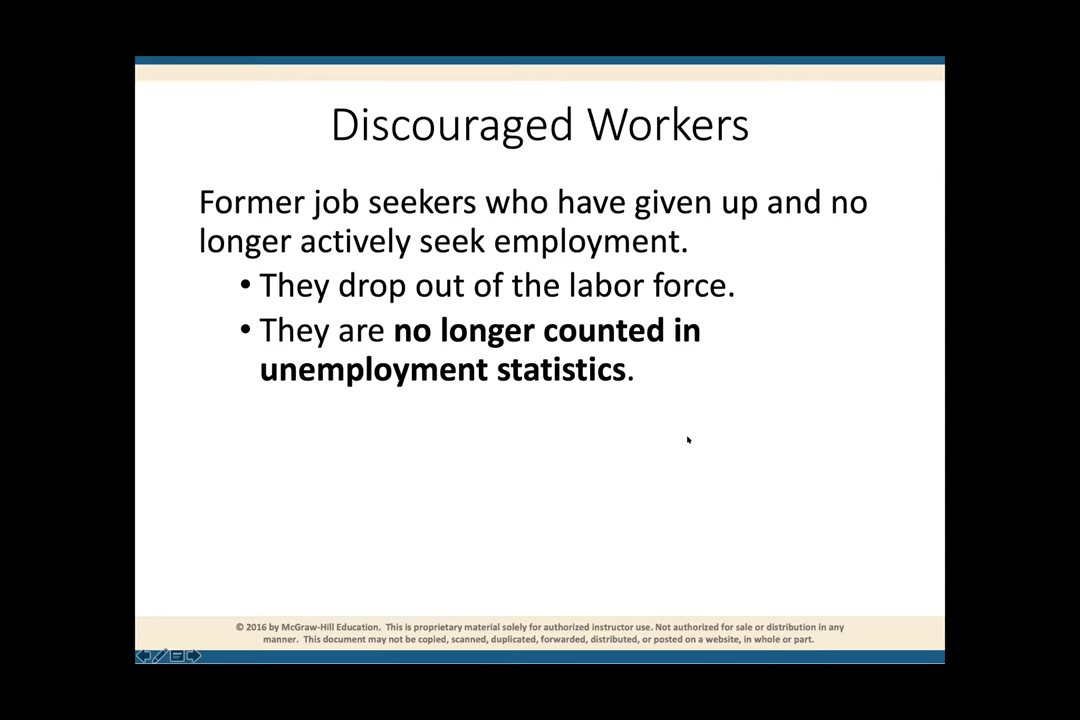 Discouraged Workers
Former job seekers who have given up and no
longer actively seek employment.
• They drop out of the labor force.
• They are no longer counted in
unemployment statistics.
© 2016 by McGraw-Hill Education. This is proprietary material solely for authorized instructor use. Not authorized for sale or distribution in any
manner. This document may not be copied, scanned, duplicated, forwarded, distributed, or posted on a website, in whole or part.